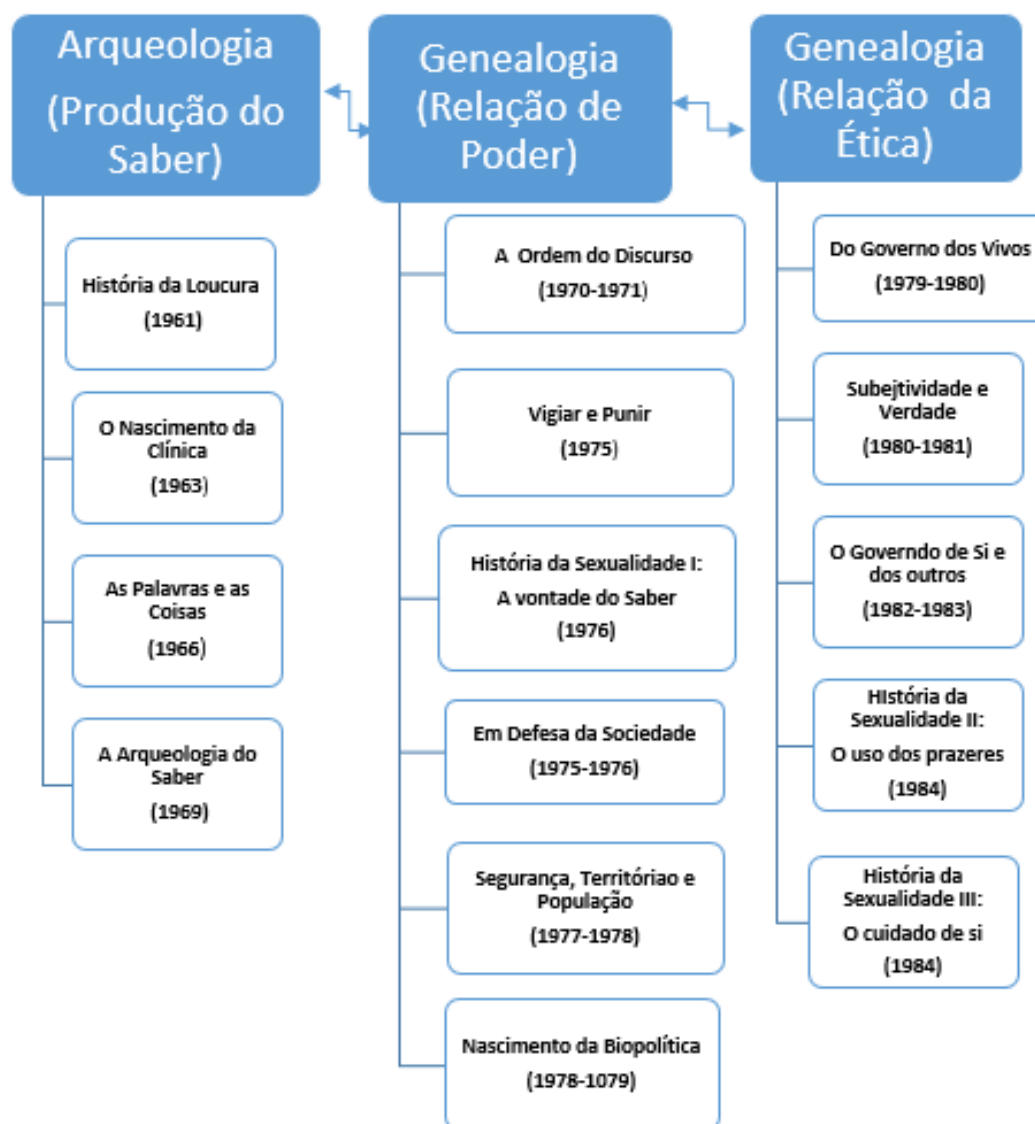 Arqueologia
(Produção do
Saber)
História da Loucura
(1961)
O Nascimento da
Clínica
(1963)
As Palavras e as
Coisas
(1966)
A Arqueologia do
Saber
(1969)
Genealogia
(Relação de
Poder)
A Ordem do Discurso
(1970-1971)
Vigiar e Punir
(1975)
História da Sexualidade I:
A vontade do Saber
(1976)
Em Defesa da Sociedade
(1975-1976)
Segurança, Territóriao e
População
(1977-1978)
Nascimento da Biopolítica
(1978-1079)
Genealogia
(Relação da
Ética)
Do Governo dos Vivos
(1979-1980)
Subejtividade e
Verdade
(1980-1981)
O Governdo de Si e
dos outros
(1982-1983)
HIstória da
Sexualidade II:
O uso dos prazeres
(1984)
História da
Sexualidade III:
O cuidado de si
(1984)